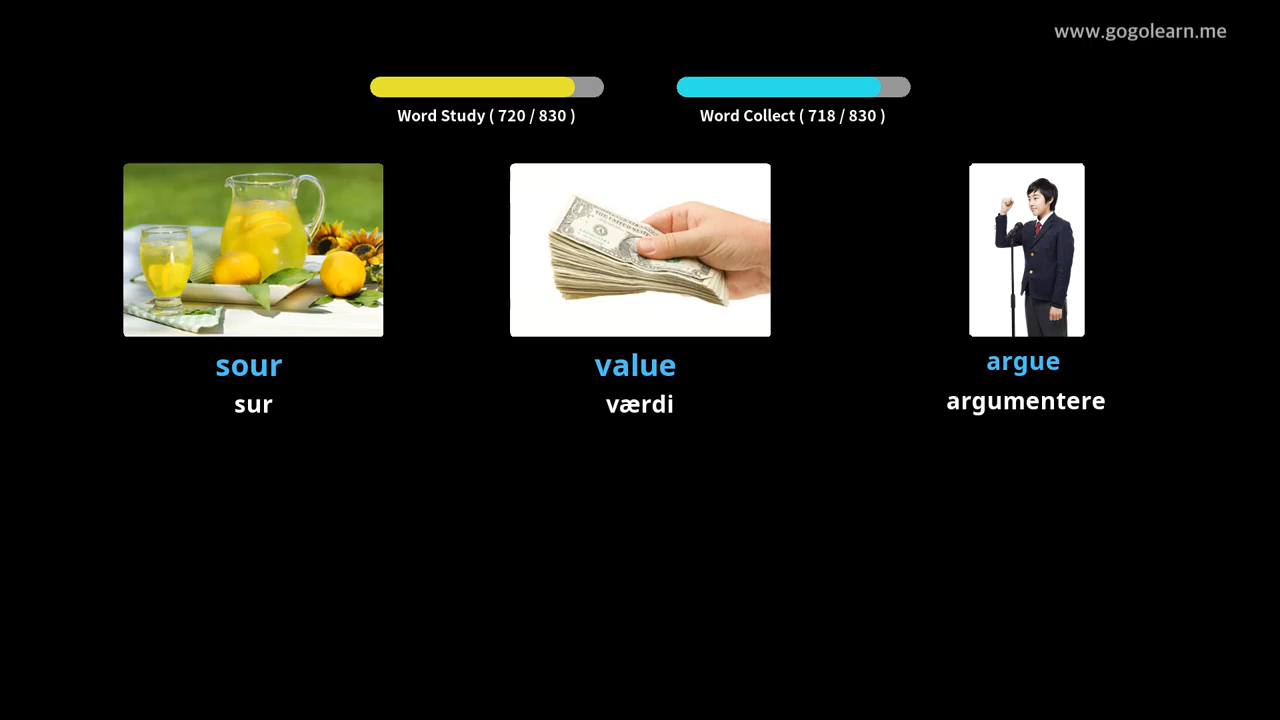 www.gogolearn.me
Word Study ( 720 / 830 )
Word Collect ( 718 / 830 )
sour
sur
value
værdi
argue
argumentere